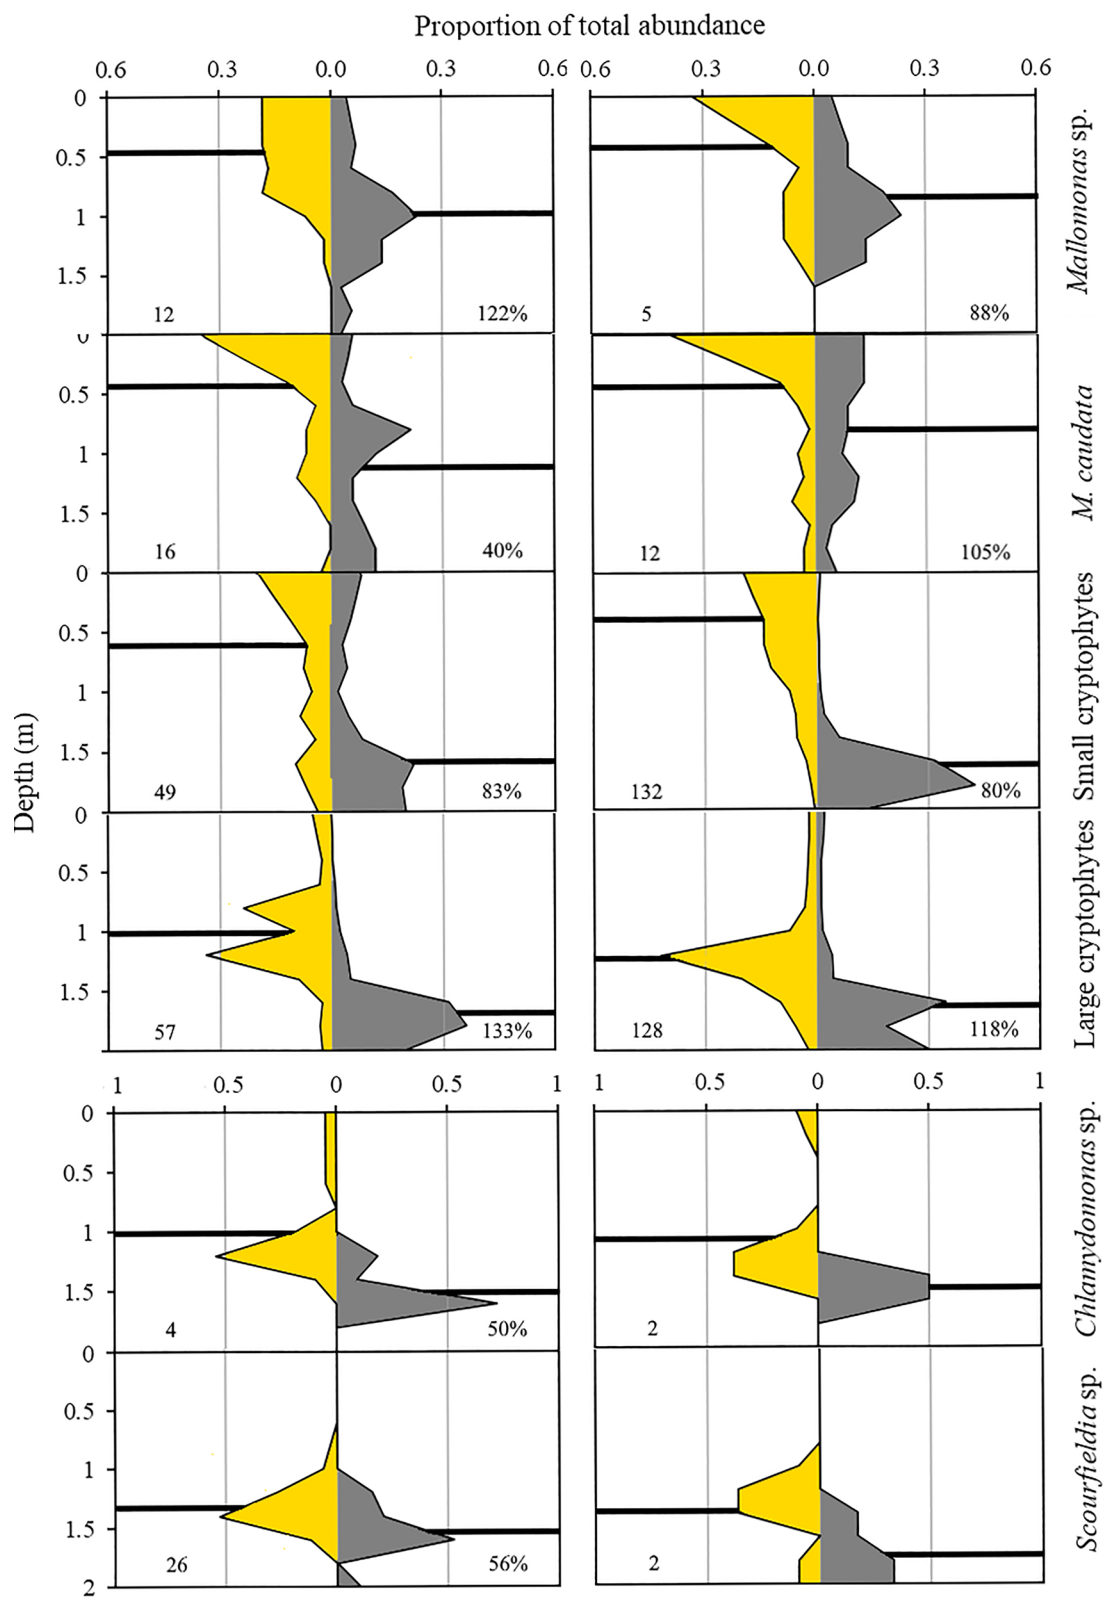 Proportion of total abundance
0.6 0.3 0.0 0.3 0.6 0.6 0.3 0.0 0.3 0.6
0
0.5
1
1.5
12 122% 5 88%
Mallomonas sp.
0
0.5
1
1.5
16 40% 12 105%
M. caudata
0
0.5
1
1.5
49 83% 132 80%
Small cryptophytes
Depth (m)
0
0.5
1
1.5
57 133% 128 118%
Large cryptophytes
1 0.5 0 0.5 1 1 0.5 0 0.5 1
0
0.5
1
1.5
4 50% 2
Chlamydomonas sp.
0
0.5
1
1.5
2
26 56% 2
Scourfieldia sp.